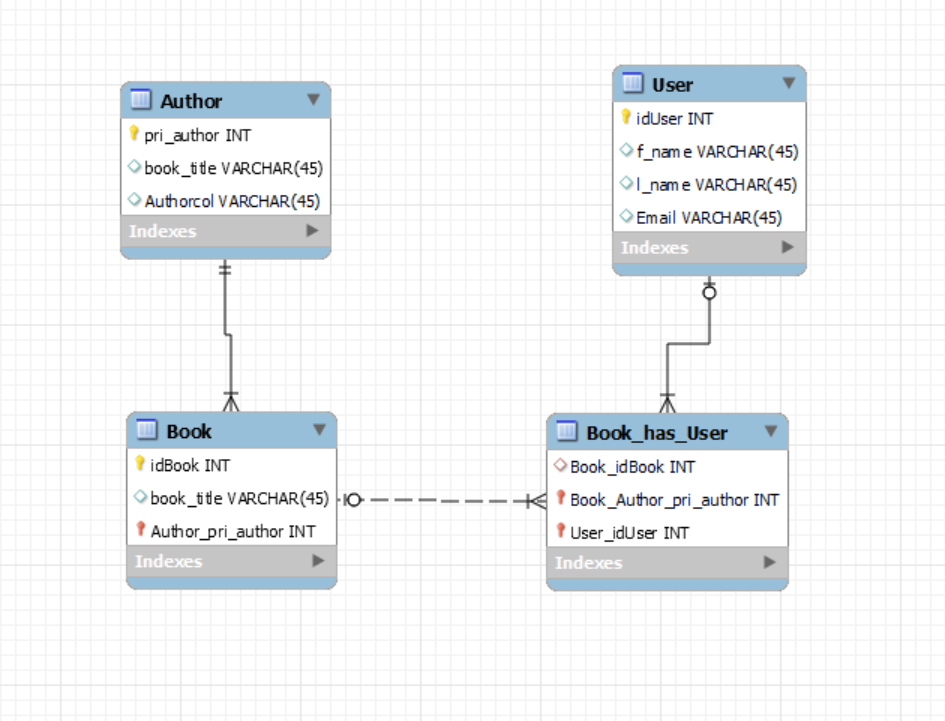 Author
pri_author INT
book_title VARCHAR(45)
Authorcol VARCHAR(45)
Indexes
User
idUser INT
f_name VARCHAR(45)
l_name VARCHAR(45)
Email VARCHAR(45)
Indexes
Book
idBook INT
book_title VARCHAR(45)
Author_pri_author INT
Indexes
Book_has_User
Book_idBook INT
Book_Author_pri_author INT
User_idUser INT
Indexes